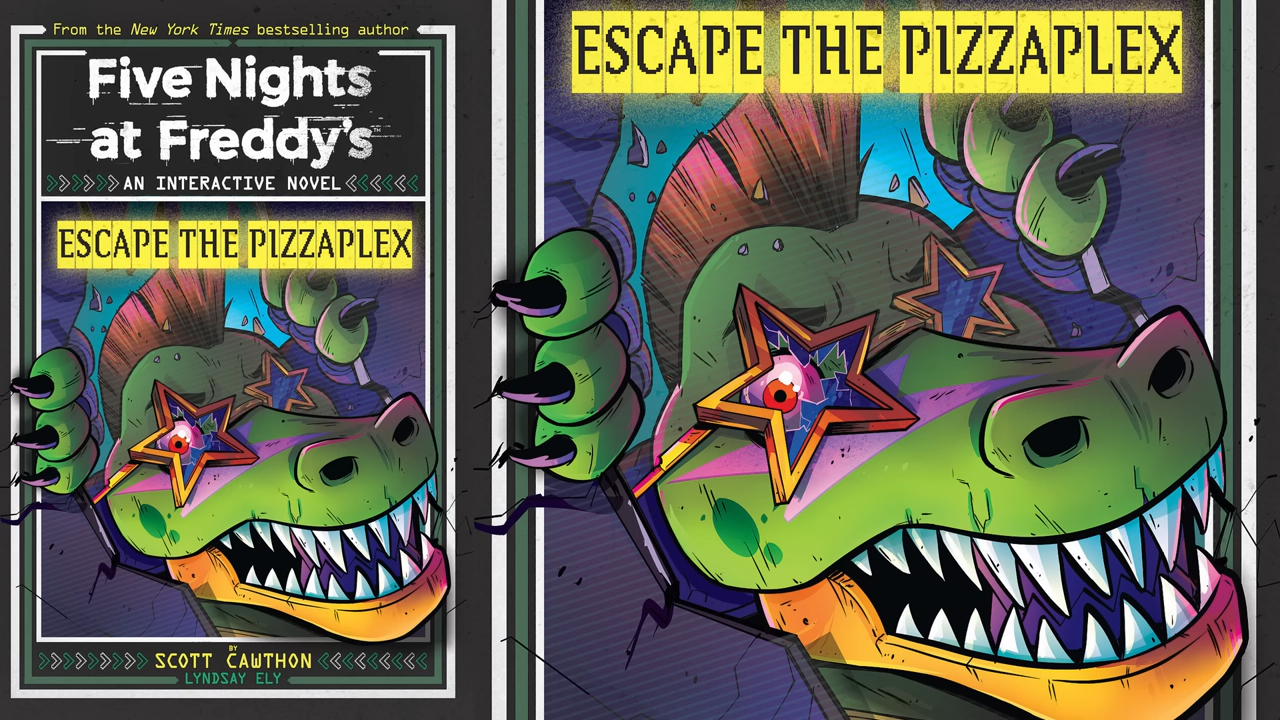 From the New York Times bestselling author
Five Nights
at Freddy's™
AN INTERACTIVE NOVEL
ESCAPE THE PIZZAPLEX
BY
SCOTT CAWTHON
LYNDSAY ELY
ESCAPE THE PIZZAPLEX